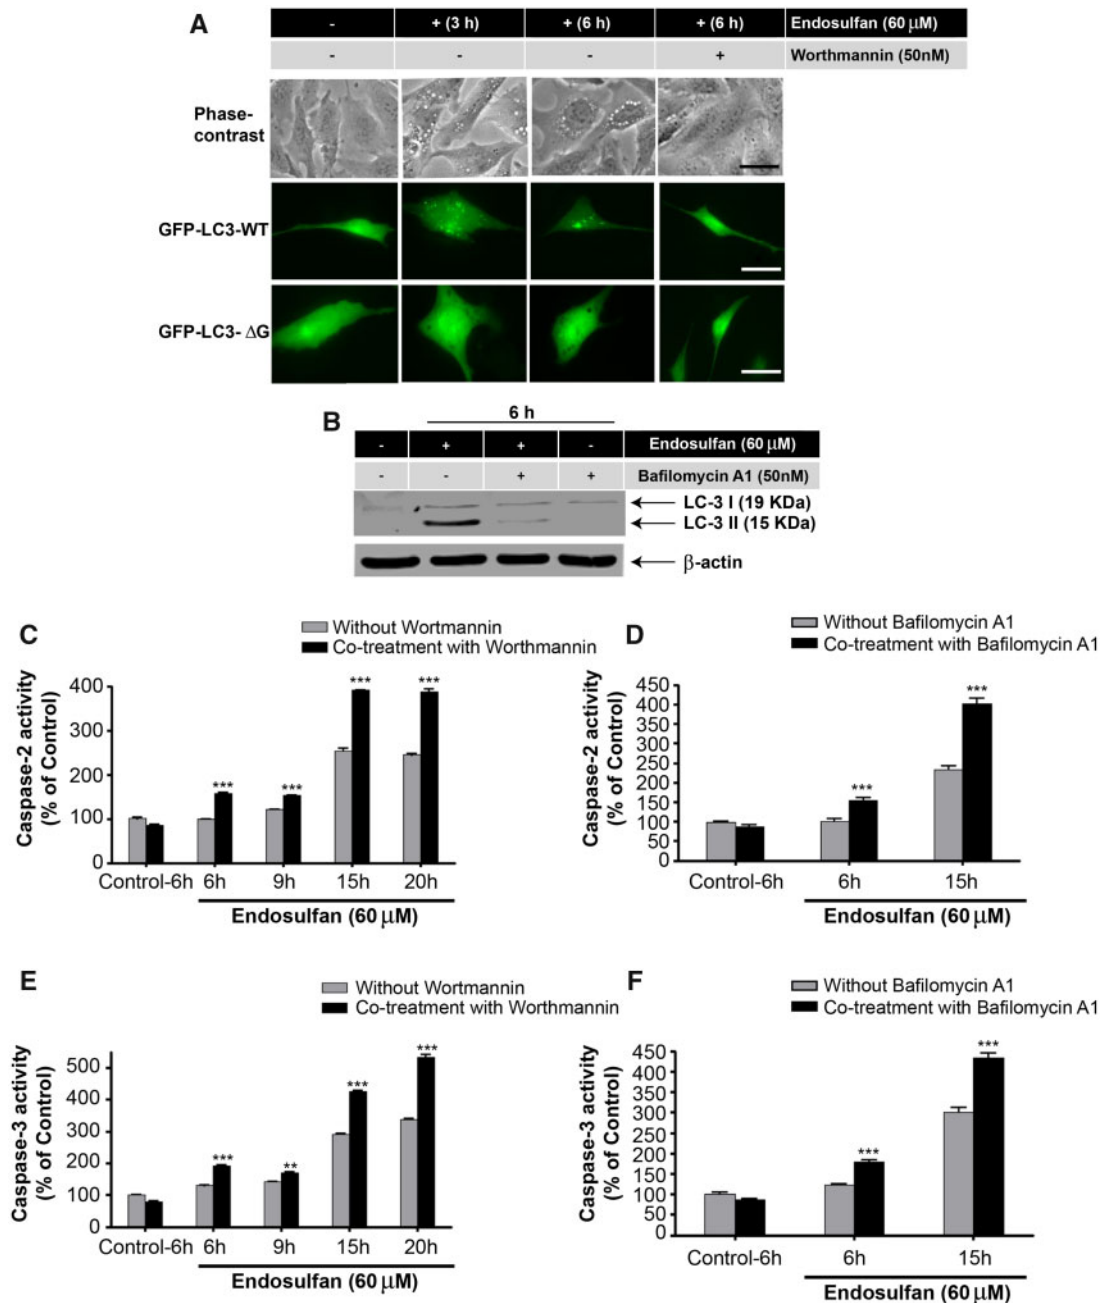 A
- + (3 h) + (6 h) + (6 h) Endosulfan (60 μM)
- - - + Worthmannin (50nM)
Phase-
contrast
GFP-LC3-WT
GFP-LC3- ΔG
B
6 h
- + + - Endosulfan (60 μM)
- - + + Bafilomycin A1 (50nM)
LC-3 I (19 KDa)
LC-3 II (15 KDa)
β-actin
C
Without Wortmannin
Co-treatment with Worthmannin
Caspase-2 activity
(% of Control)
400
300
200
100
0
*** *** *** ***
Control-6h 6h 9h 15h 20h
Endosulfan (60 μM)
D
Without Bafilomycin A1
Co-treatment with Bafilomycin A1
Caspase-2 activity
(% of Control)
450
400
350
300
250
200
150
100
50
0
*** ***
Control-6h 6h 15h
Endosulfan (60 μM)
E
Without Wortmannin
Co-treatment with Worthmannin
Caspase-3 activity
(% of Control)
500
400
300
200
100
0
*** ** *** ***
Control-6h 6h 9h 15h 20h
Endosulfan (60 μM)
F
Without Bafilomycin A1
Co-treatment with Bafilomycin A1
Caspase-3 activity
(% of Control)
450
400
350
300
250
200
150
100
50
0
*** ***
Control-6h 6h 15h
Endosulfan (60 μM)